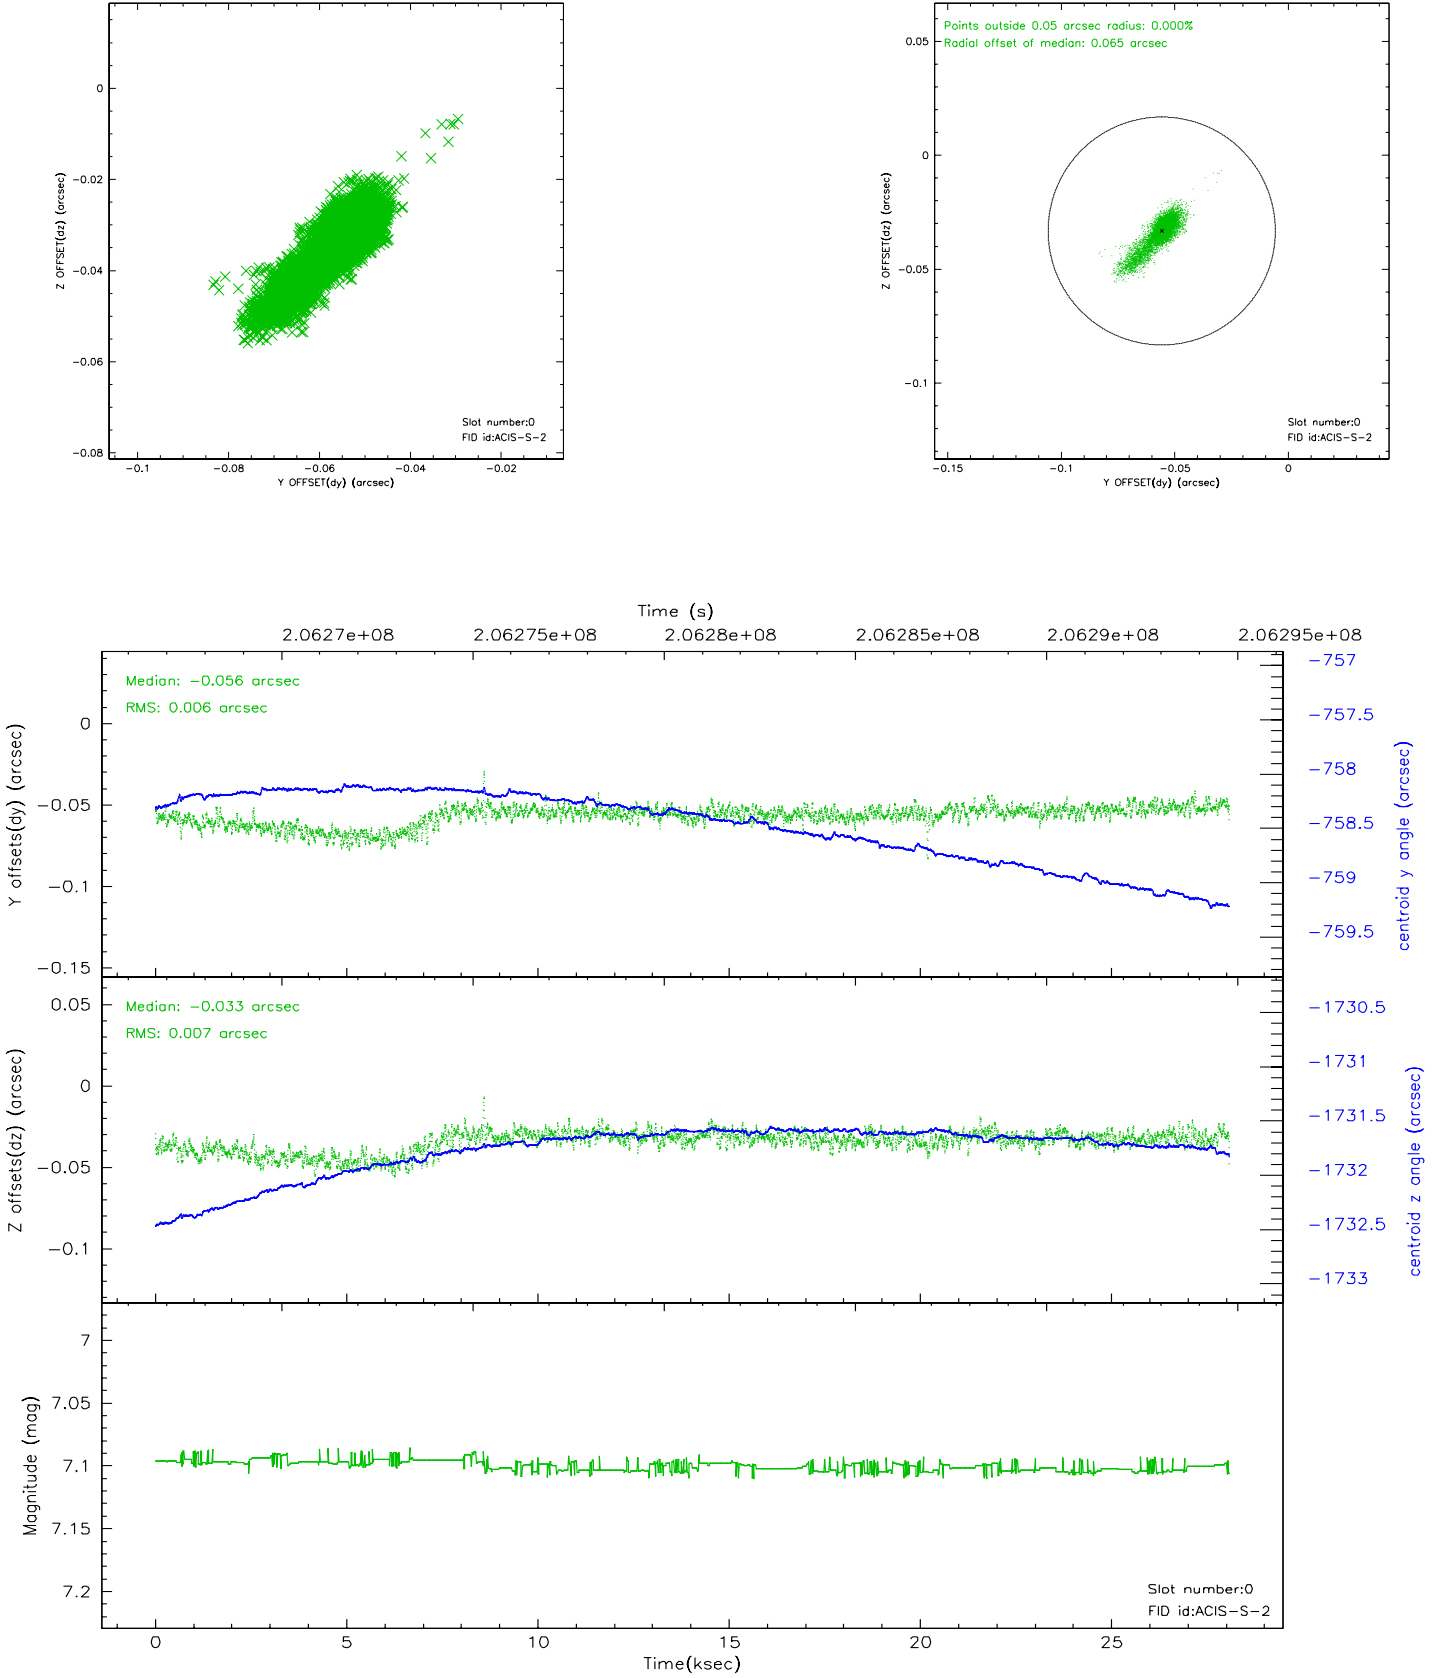 0
-0.02
-0.04
-0.06
-0.08
Z OFFSET(dz) (arcsec)
Slot number:0
FID id:ACIS-S-2
-0.1 -0.08 -0.06 -0.04 -0.02
Y OFFSET(dy) (arcsec)
Points outside 0.05 arcsec radius: 0.000%
Radial offset of median: 0.065 arcsec
0.05
0
-0.05
-0.1
Z OFFSET(dz) (arcsec)
Slot number:0
FID id:ACIS-S-2
-0.15 -0.1 -0.05 0
Y OFFSET(dy) (arcsec)
Time (s)
2.0627e+08 2.06275e+08 2.0628e+08 2.06285e+08 2.0629e+08 2.06295e+08
Median: -0.056 arcsec
RMS: 0.006 arcsec
0
-0.05
-0.1
-0.15
Y offsets(dy) (arcsec)
-757
-757.5
-758
-758.5
-759
-759.5
centroid y angle (arcsec)
Median: -0.033 arcsec
RMS: 0.007 arcsec
0.05
0
-0.05
-0.1
Z offsets(dz) (arcsec)
-1730.5
-1731
-1731.5
-1732
-1732.5
-1733
centroid z angle (arcsec)
7
7.05
7.1
7.15
7.2
Magnitude (mag)
Slot number:0
FID id:ACIS-S-2
0 5 10 15 20 25
Time(ksec)